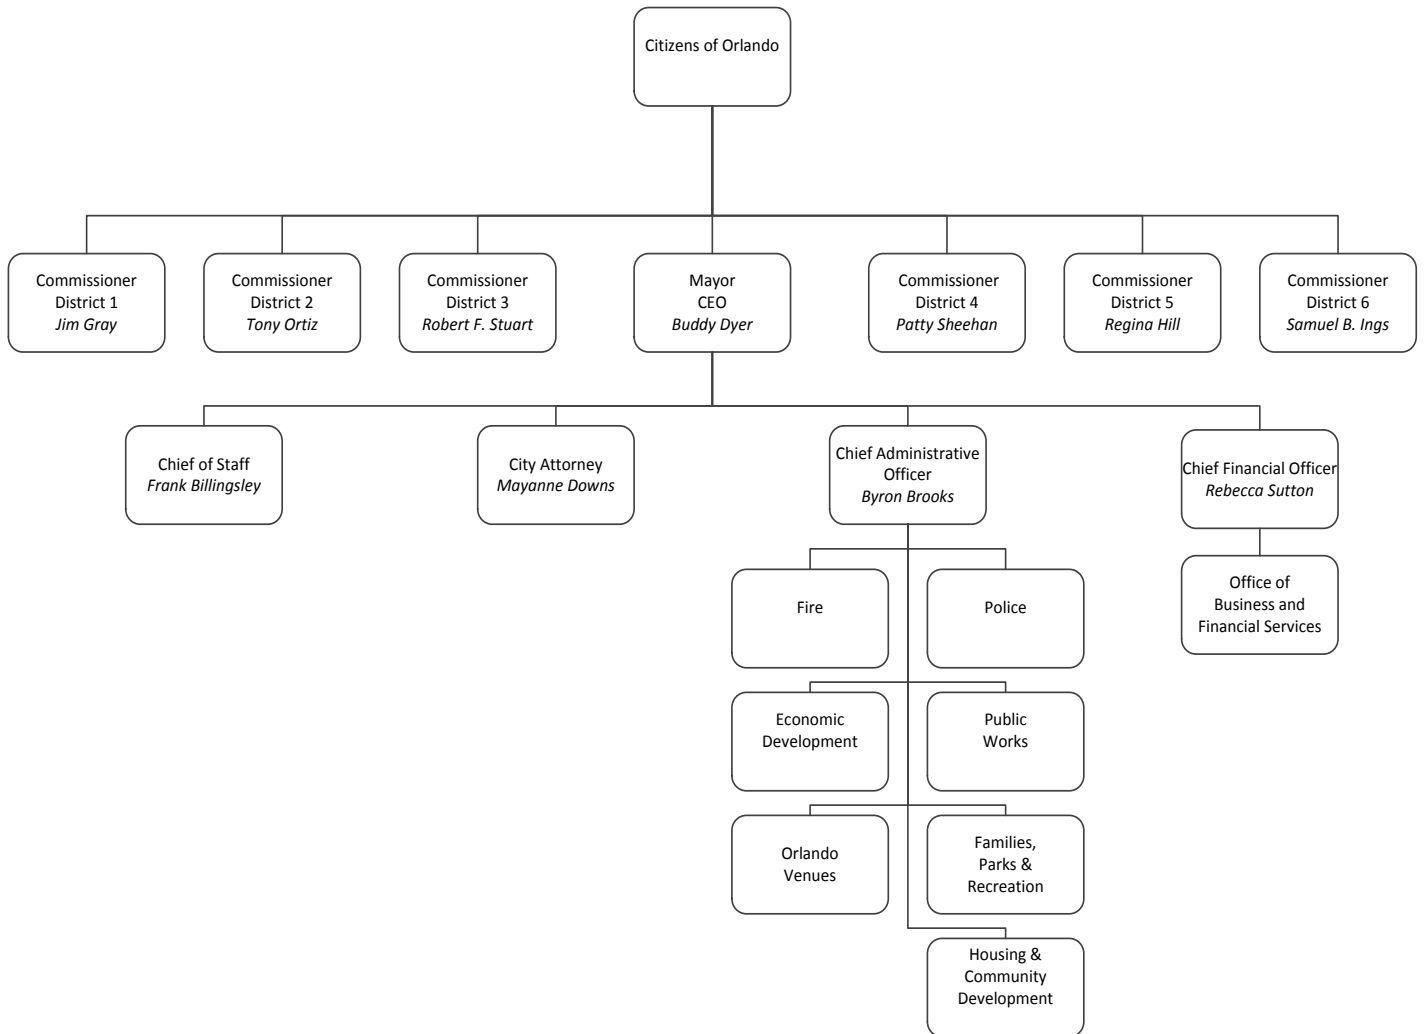 Citizens of Orlando
Commissioner
District 1
Jim Gray
Commissioner
District 2
Tony Ortiz
Commissioner
District 3
Robert F. Stuart
Mayor
CEO
Buddy Dyer
Commissioner
District 4
Patty Sheehan
Commissioner
District 5
Regina Hill
Commissioner
District 6
Samuel B. Ings
Chief of Staff
Frank Billingsley
City Attorney
Mayanne Downs
Chief Administrative
Officer
Byron Brooks
Chief Financial Officer
Rebecca Sutton
Fire
Police
Office of
Business and
Financial Services
Economic
Development
Public
Works
Orlando
Venues
Families,
Parks &
Recreation
Housing &
Community
Development